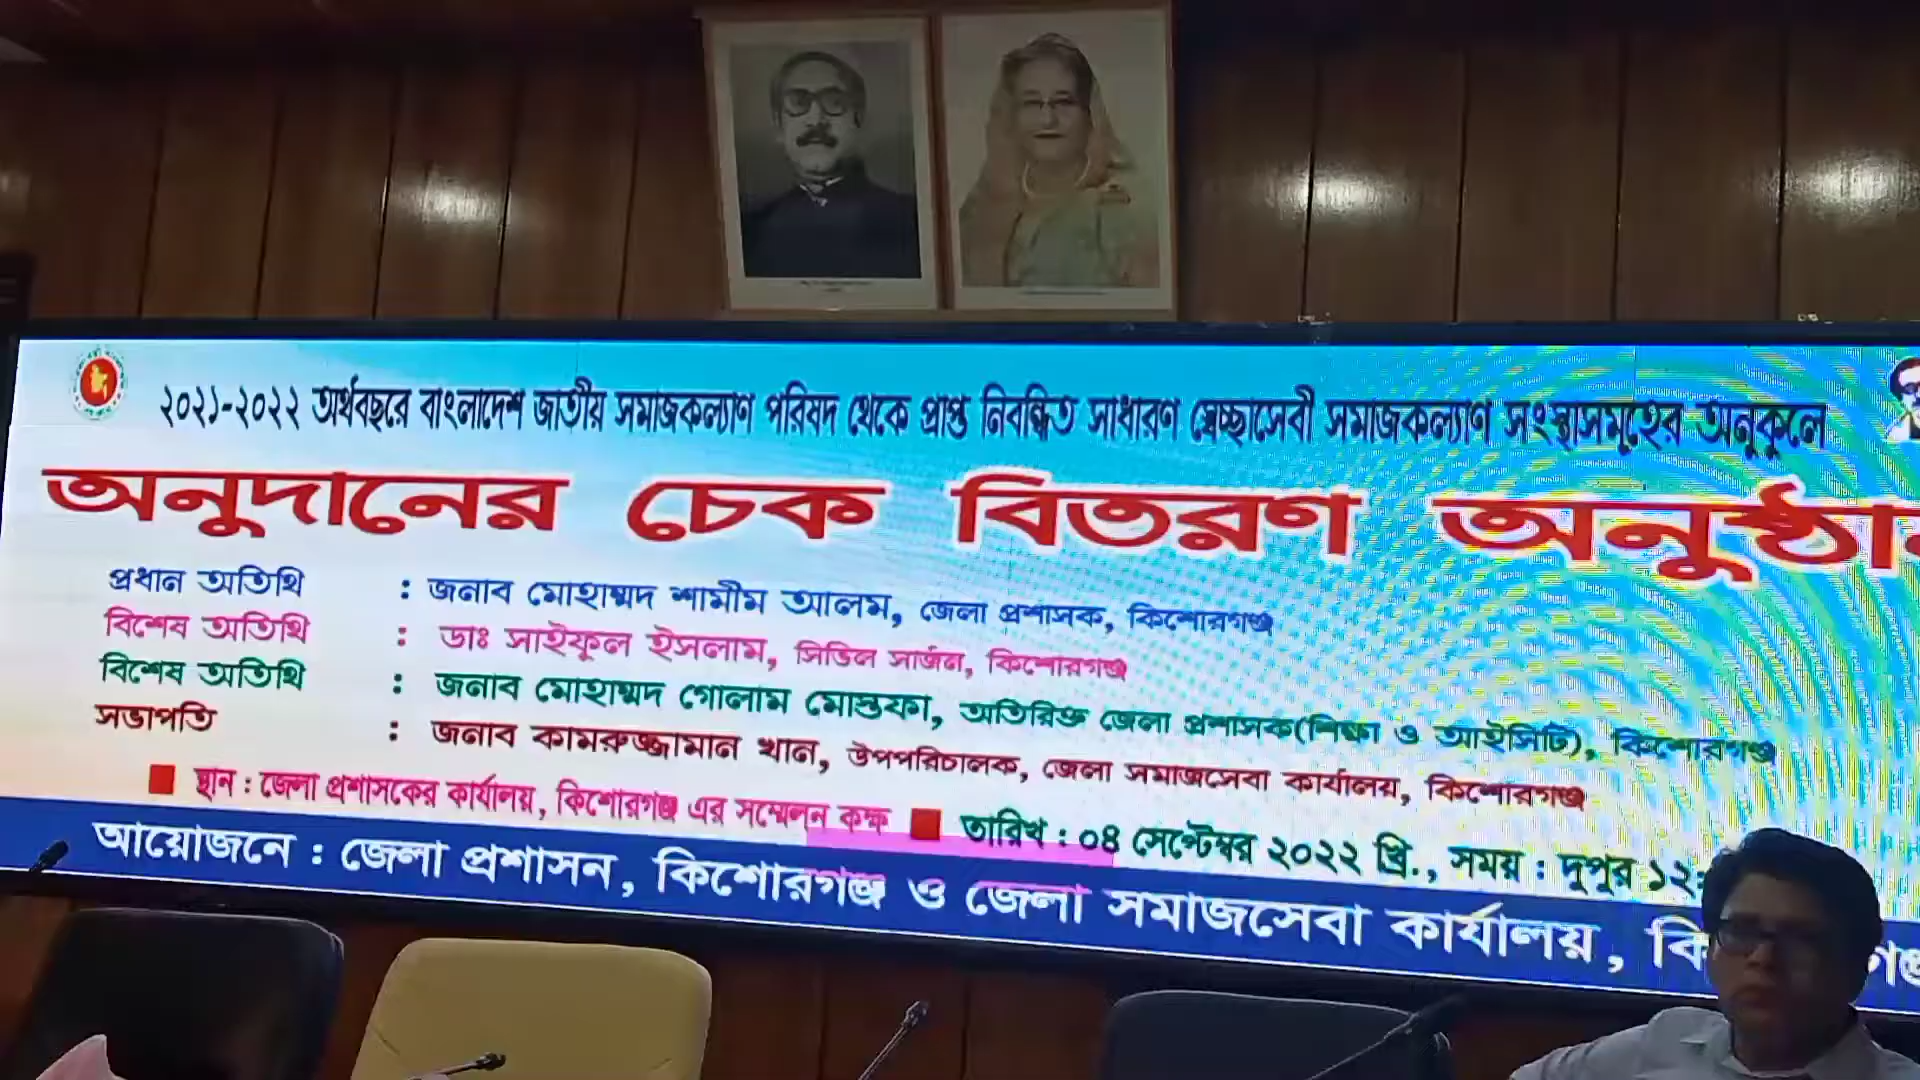 ২০২১-২০২২ অর্থবছরে বাংলাদেশ জাতীয় সমাজকল্যাণ পরিষদ থেকে প্রাপ্ত নিবন্ধিত সাধারণ স্বেচ্ছাসেবী সমাজকল্যাণ সংস্থাসমূহের অনুকুলে
অনুদানের চেক বিতরণ অনুষ্ঠা
প্রধান অতিথি : জনাব মোহাম্মদ শামীম আলম, জেলা প্রশাসক, কিশোরগঞ্জ
বিশেষ অতিথি : ডাঃ সাইফুল ইসলাম, সিভিল সার্জন, কিশোরগঞ্জ
বিশেষ অতিথি : জনাব মোহাম্মদ গোলাম মোস্তফা, অতিরিক্ত জেলা প্রশাসক(শিক্ষা ও আইসিটি), কিশোরগঞ্জ
সভাপতি : জনাব কামরুজ্জামান খান, উপপরিচালক, জেলা সমাজসেবা কার্যালয়, কিশোরগঞ্জ
স্থান : জেলা প্রশাসকের কার্যালয়, কিশোরগঞ্জ এর সম্মেলন কক্ষ তারিখ : ০৪ সেপ্টেম্বর ২০২২ খ্রি., সময় : দুপুর ১২
আয়োজনে : জেলা প্রশাসন, কিশোরগঞ্জ ও জেলা সমাজসেবা কার্যালয়,